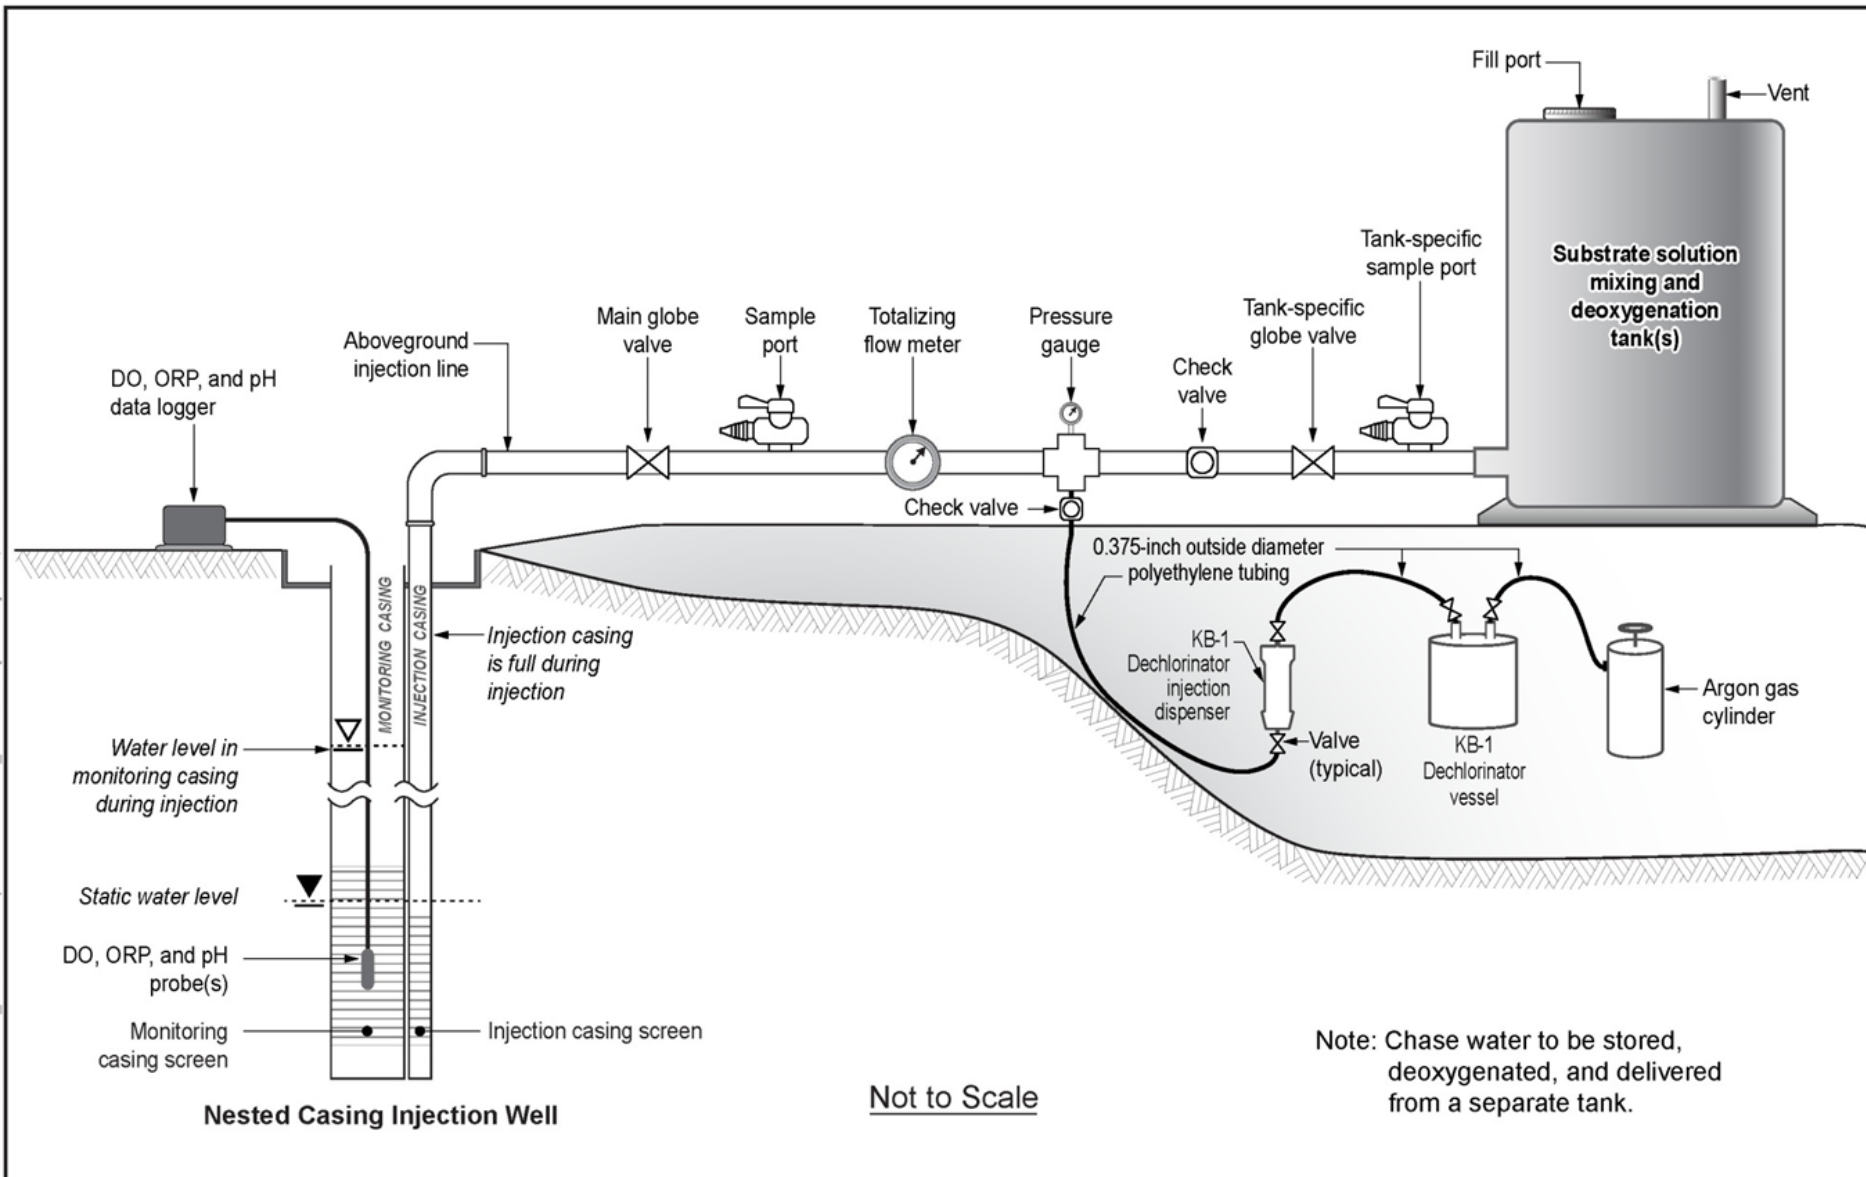 Fill port
Vent
Substrate solution
mixing and
deoxygenation
tank(s)
Tank-specific
sample port
Tank-specific
globe valve
Check
valve
Pressure
gauge
Totalizing
flow meter
Sample
port
Main globe
valve
Aboveground
injection line
DO, ORP, and pH
data logger
Check valve
0.375-inch outside diameter
polyethylene tubing
KB-1
Dechlorinator
injection
dispenser
Valve
(typical)
KB-1
Dechlorinator
vessel
Argon gas
cylinder
MONITORING CASING
INJECTION CASING
Injection casing
is full during
injection
Water level in
monitoring casing
during injection
Static water level
DO, ORP, and pH
probe(s)
Monitoring
casing screen
Injection casing screen
Nested Casing Injection Well
Not to Scale
Note: Chase water to be stored,
deoxygenated, and delivered
from a separate tank.